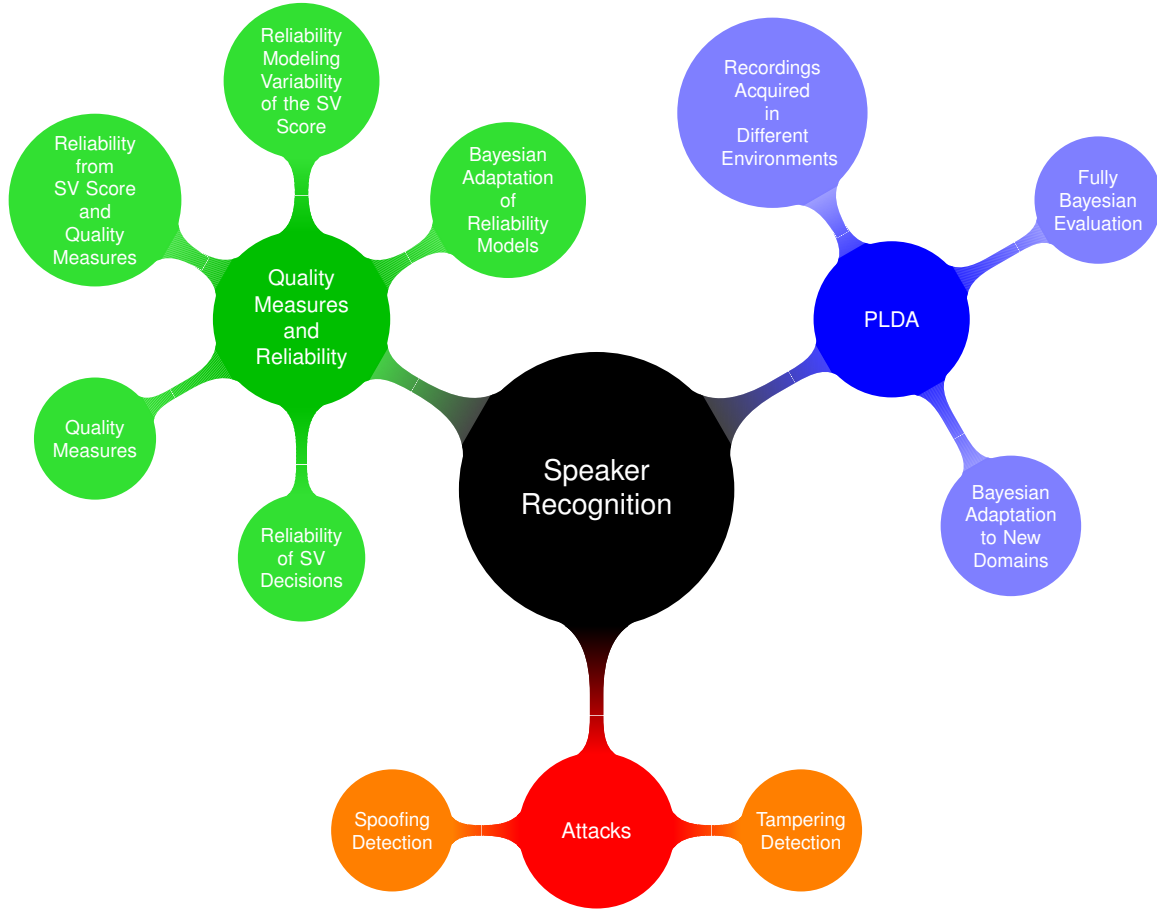 Reliability
Modeling
Variability
of the SV
Score
Reliability
from
SV Score
and
Quality
Measures
Bayesian
Adaptation
of
Reliability
Models
Quality
Measures
and
Reliability
Quality
Measures
Reliability
of SV
Decisions
Recordings
Acquired
in
Different
Environments
Fully
Bayesian
Evaluation
PLDA
Bayesian
Adaptation
to New
Domains
Speaker
Recognition
Spoofing
Detection
Attacks
Tampering
Detection